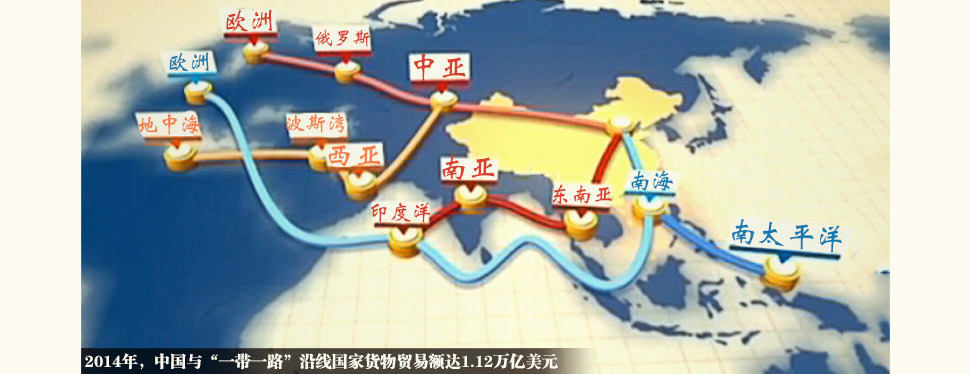 欧洲
俄罗斯
欧洲
中亚
地中海
波斯湾
西亚
南亚
东南亚
南海
印度洋
南太平洋
2014年，中国与“一带一路”沿线国家货物贸易额达1.12万亿美元